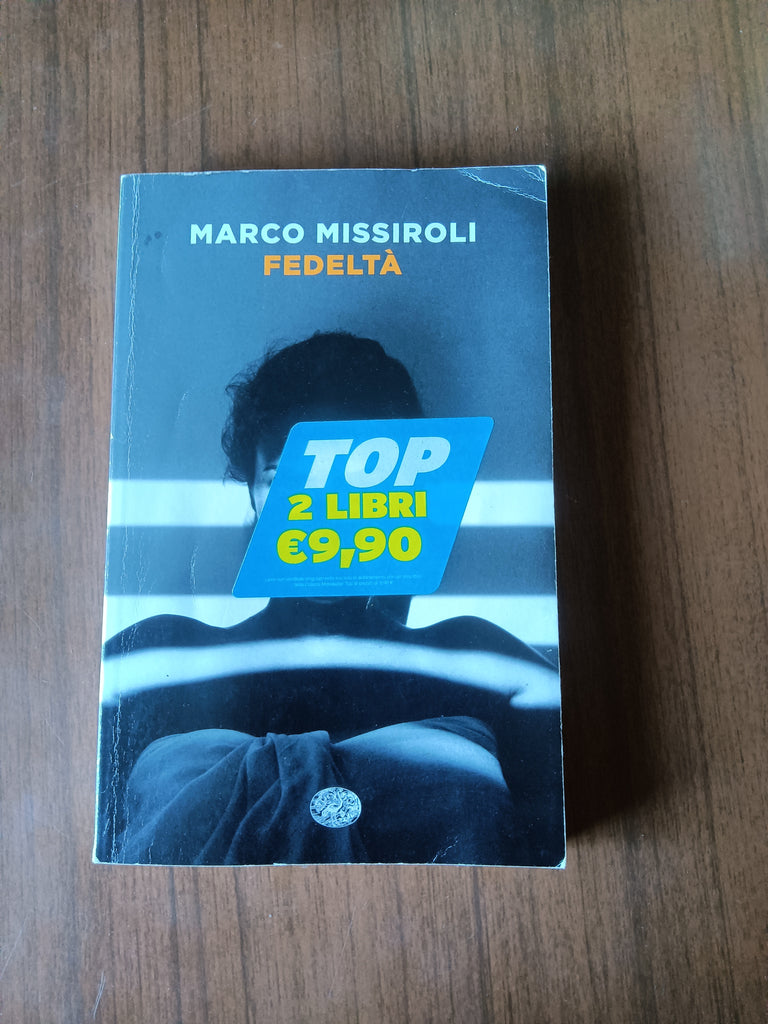 MARCO MISSIROLI
FEDELTÀ
TOP
2 LIBRI
€9,90